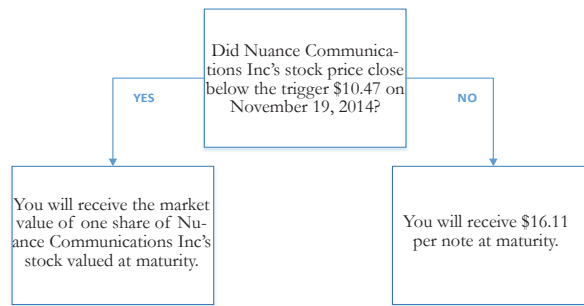 Did Nuance Communica-
tions Inc's stock price close
below the trigger $10.47 on
November 19, 2014?
YES
NO
You will receive the market
value of one share of Nu-
ance Communications Inc's
stock valued at maturity.
You will receive $16.11
per note at maturity.